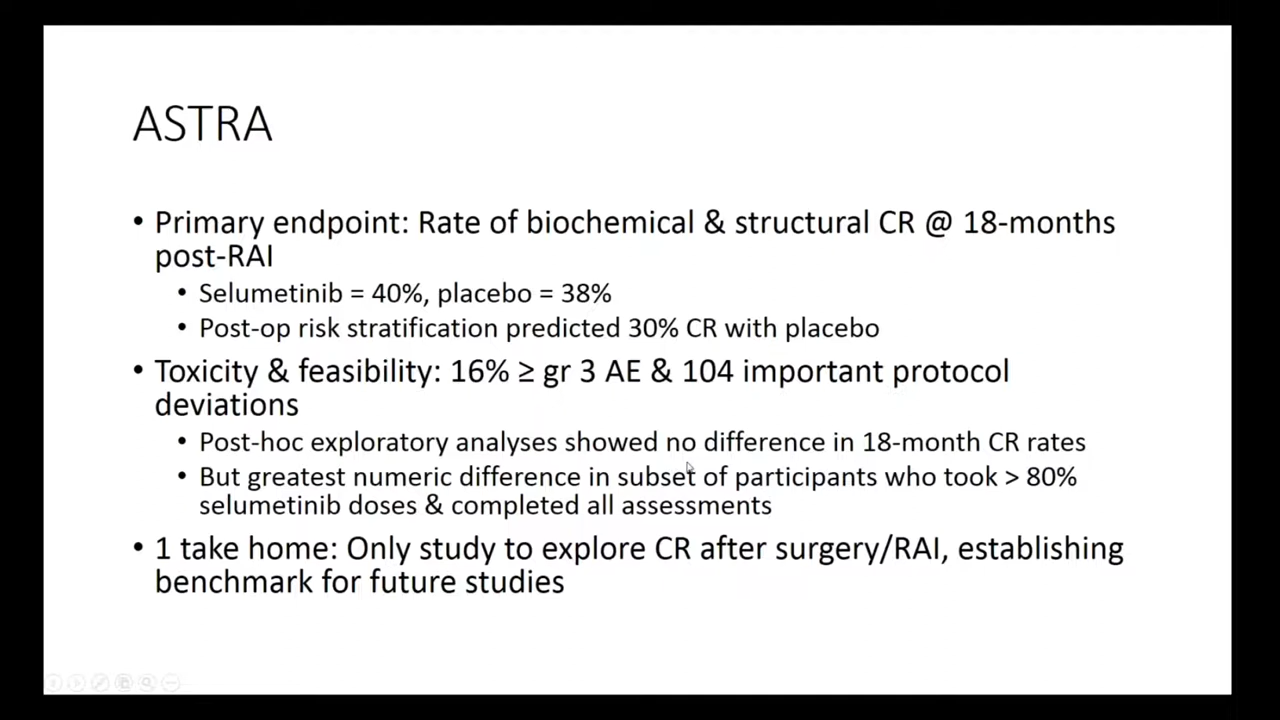 ASTRA
• Primary endpoint: Rate of biochemical & structural CR @ 18-months
post-RAI
• Selumetinib = 40%, placebo = 38%
• Post-op risk stratification predicted 30% CR with placebo
• Toxicity & feasibility: 16% ≥ gr 3 AE & 104 important protocol
deviations
• Post-hoc exploratory analyses showed no difference in 18-month CR rates
• But greatest numeric difference in subset of participants who took > 80%
selumetinib doses & completed all assessments
• 1 take home: Only study to explore CR after surgery/RAI, establishing
benchmark for future studies